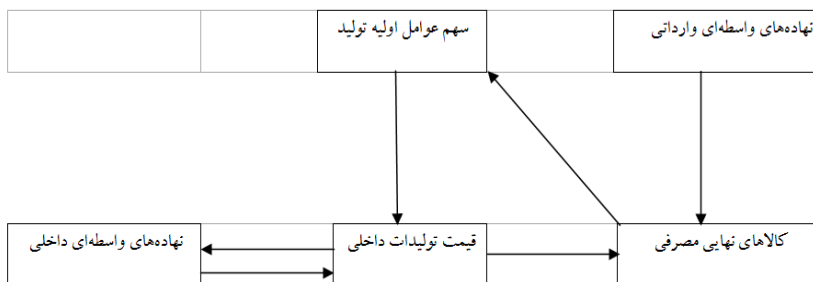 نهاده‌های واسطه‌ای وارداتی
سهم عوامل اولیه تولید
کالاهای نهایی مصرفی
قیمت تولیدات داخلی
نهاده‌های واسطه‌ای داخلی